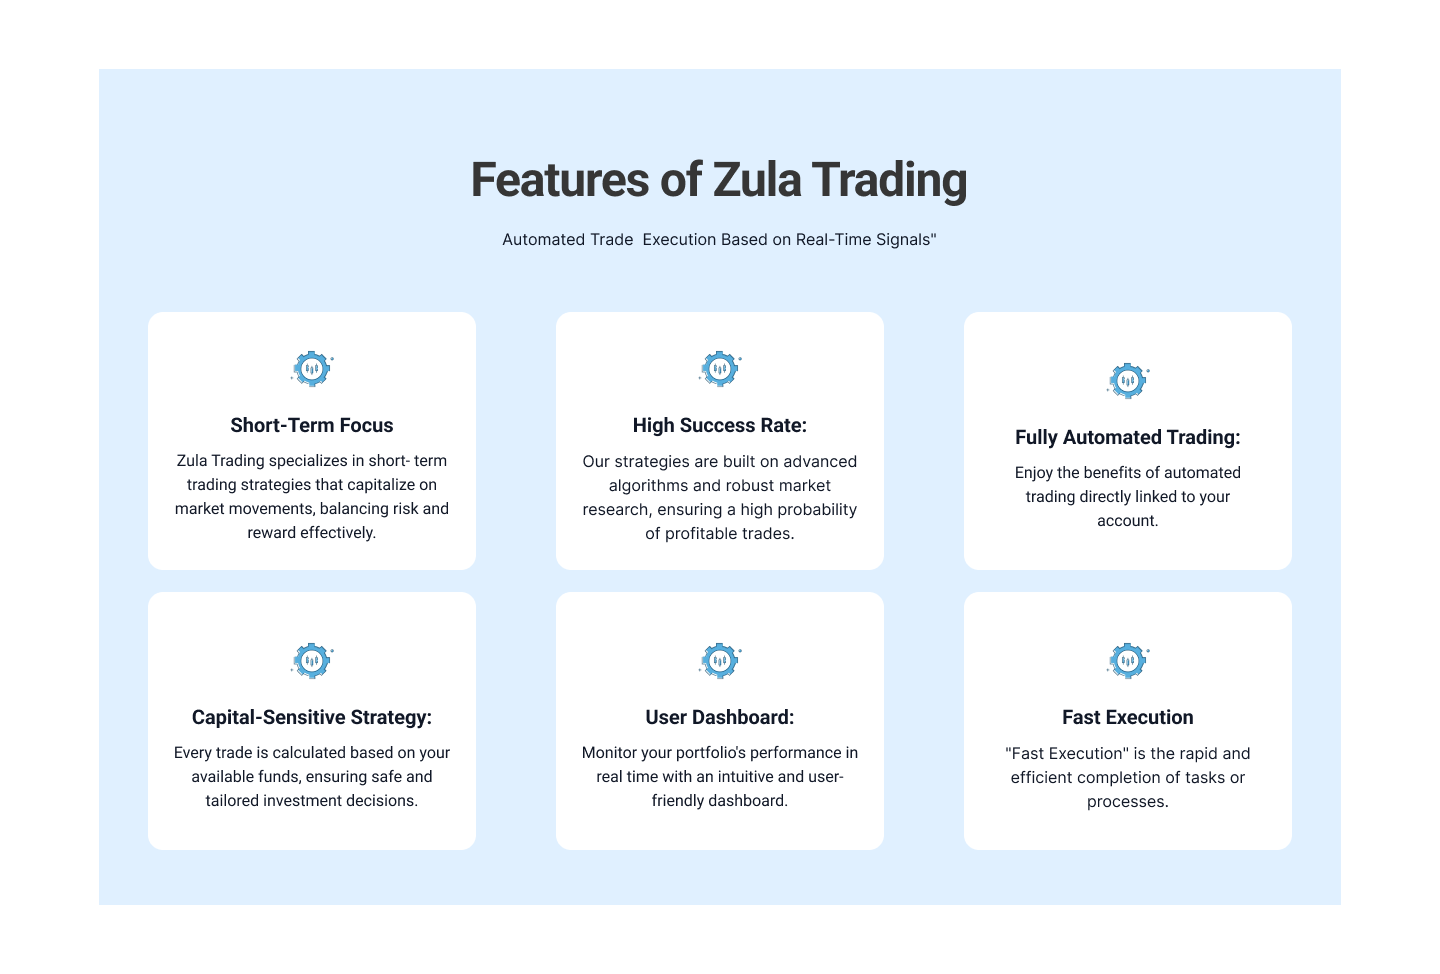 Features of Zula Trading
Automated Trade  Execution Based on Real-Time Signals"
Short-Term Focus
Zula Trading specializes in short- term
trading strategies that capitalize on
market movements, balancing risk and
reward effectively.
High Success Rate:
Our strategies are built on advanced
algorithms and robust market
research, ensuring a high probability
of profitable trades.
Fully Automated Trading:
Enjoy the benefits of automated
trading directly linked to your
account.
Capital-Sensitive Strategy:
Every trade is calculated based on your
available funds, ensuring safe and
tailored investment decisions.
User Dashboard:
Monitor your portfolio's performance in
real time with an intuitive and user-
friendly dashboard.
Fast Execution
"Fast Execution" is the rapid and
efficient completion of tasks or
processes.